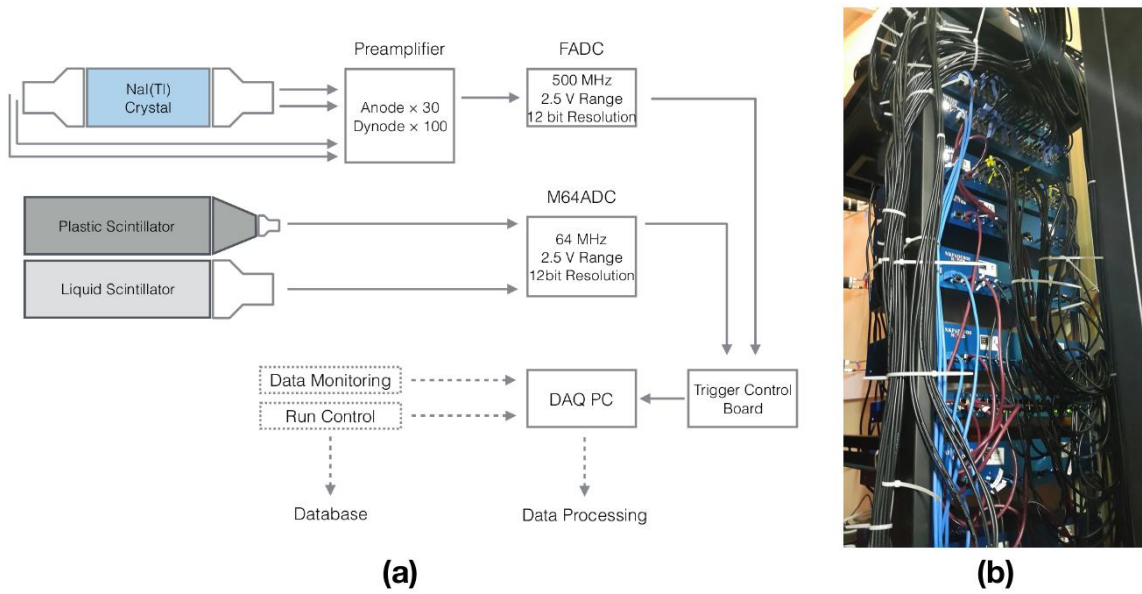 Preamplifier
FADC
NaI(Tl)
Crystal
Anode × 30
Dynode × 100
500 MHz
2.5 V Range
12 bit Resolution
M64ADC
Plastic Scintillator
Liquid Scintillator
64 MHz
2.5 V Range
12bit Resolution
Data Monitoring
Run Control
DAQ PC
Trigger Control
Board
Database
Data Processing
(a)
(b)